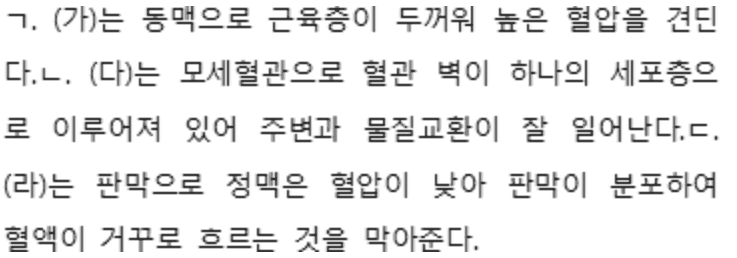 ㄱ. (가)는 동맥으로 근육층이 두꺼워 높은 혈압을 견딘
다.ㄴ. (다)는 모세혈관으로 혈관 벽이 하나의 세포층으
로 이루어져 있어 주변과 물질교환이 잘 일어난다.ㄷ.
(라)는 판막으로 정맥은 혈압이 낮아 판막이 분포하여
혈액이 거꾸로 흐르는 것을 막아준다.